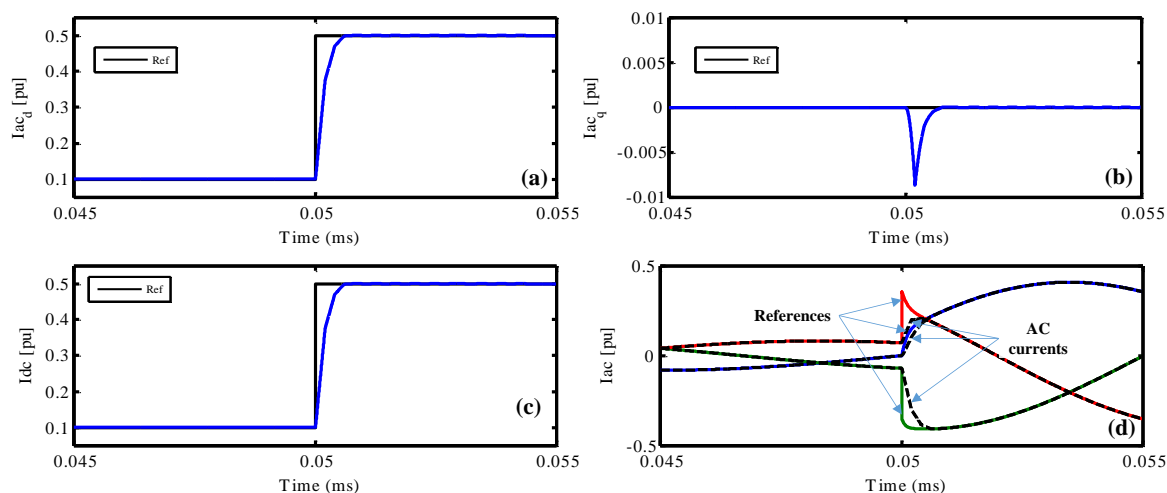 0.5
0.4
0.3
0.2
0.1
Iac_d [pu]
Ref
(a)
0.045
0.05
0.055
Time (ms)
0.01
0.005
0
-0.005
-0.01
Iac_q [pu]
Ref
(b)
0.045
0.05
0.055
Time (ms)
0.5
0.4
0.3
0.2
0.1
Idc [pu]
Ref
(c)
0.045
0.05
0.055
Time (ms)
0.5
0
-0.5
Iac [pu]
References
AC
currents
(d)
0.045
0.05
0.055
Time (ms)